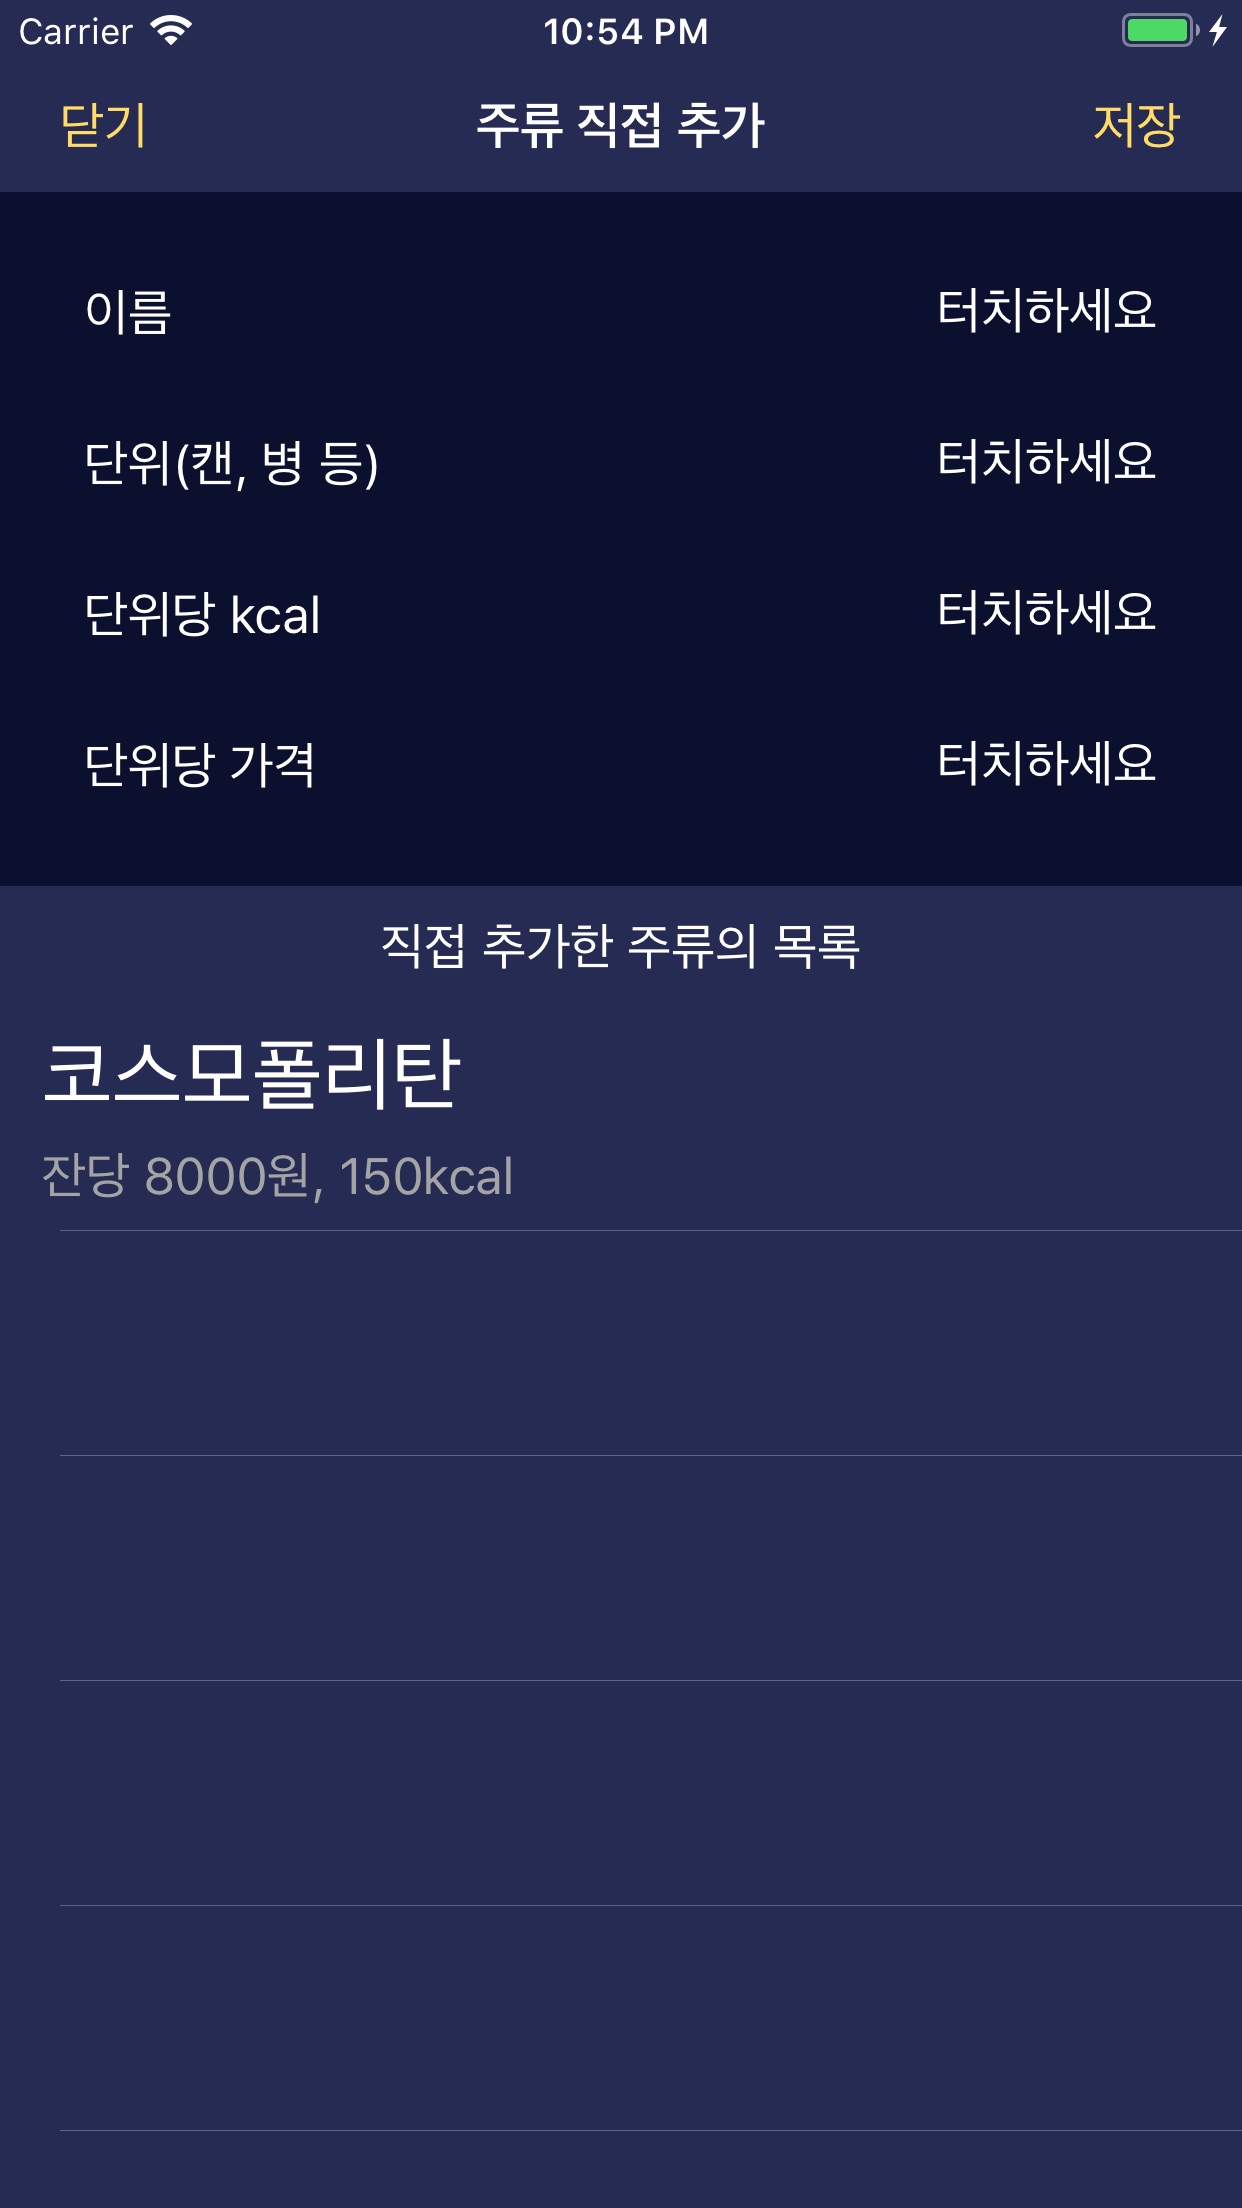 Carrier 10:54 PM
닫기 주류 직접 추가 저장
이름 터치하세요
단위(캔, 병 등) 터치하세요
단위당 kcal 터치하세요
단위당 가격 터치하세요
직접 추가한 주류의 목록
코스모폴리탄
잔당 8000원, 150kcal